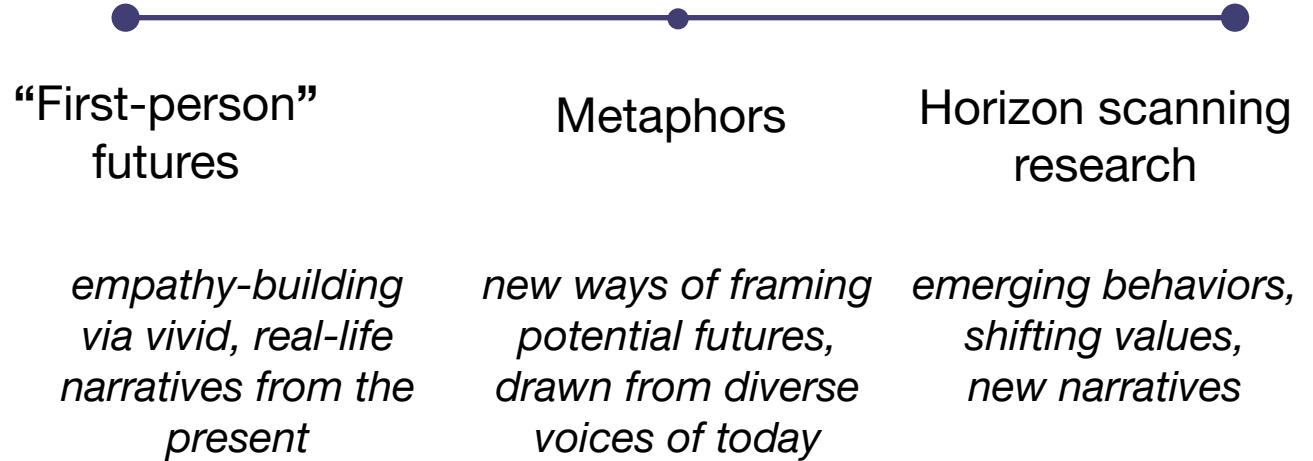 “First-person”
futures
Metaphors
Horizon scanning
research
empathy-building
via vivid, real-life
narratives from the
present
new ways of framing
potential futures,
drawn from diverse
voices of today
emerging behaviors,
shifting values,
new narratives